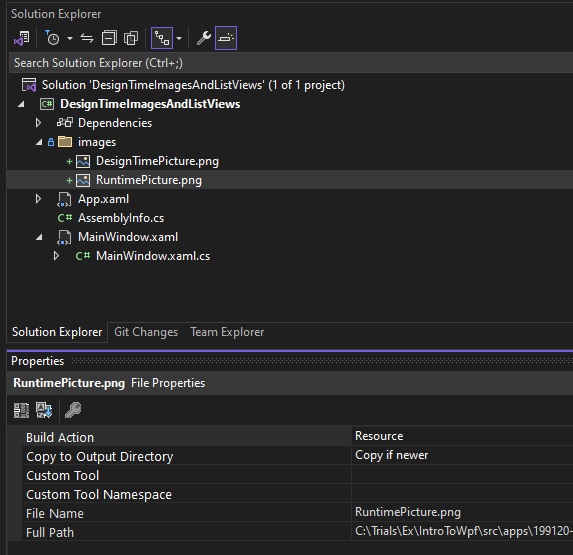 Solution Explorer
Search Solution Explorer (Ctrl+;)
Solution 'DesignTimeImagesAndListViews' (1 of 1 project)
C# DesignTimeImagesAndListViews
Dependencies
images
+ DesignTimePicture.png
+ RuntimePicture.png
App.xaml
C# AssemblyInfo.cs
MainWindow.xaml
C# MainWindow.xaml.cs
Solution Explorer Git Changes Team Explorer
Properties
RuntimePicture.png File Properties
Build Action Resource
Copy to Output Directory Copy if newer
Custom Tool
Custom Tool Namespace
File Name RuntimePicture.png
Full Path C:\Trials\Ex\IntroToWpf\src\apps\199120-